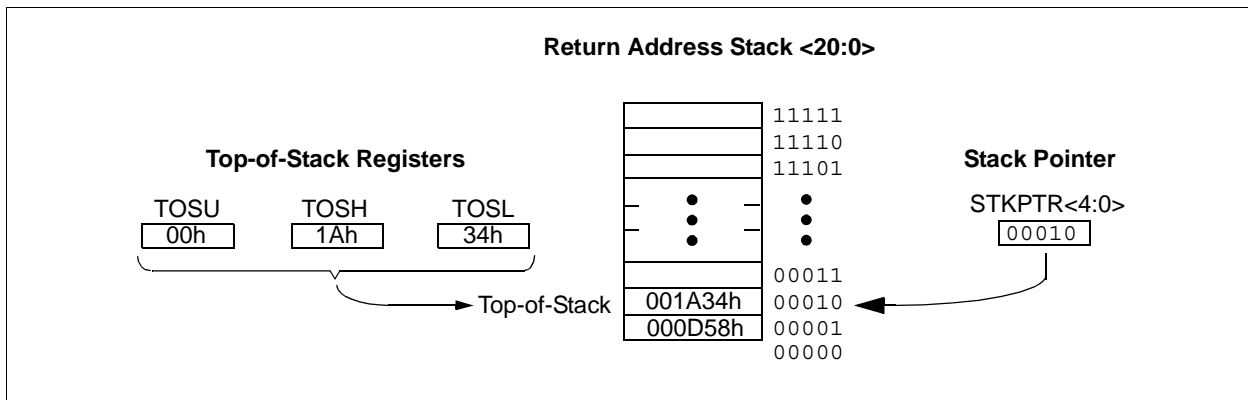 Return Address Stack <20:0>
11111
11110
Top-of-Stack Registers
11101
Stack Pointer
TOSU TOSH TOSL
STKPTR<4:0>
00h 1Ah 34h
00010
00011
Top-of-Stack 001A34h 00010
000D58h 00001
00000